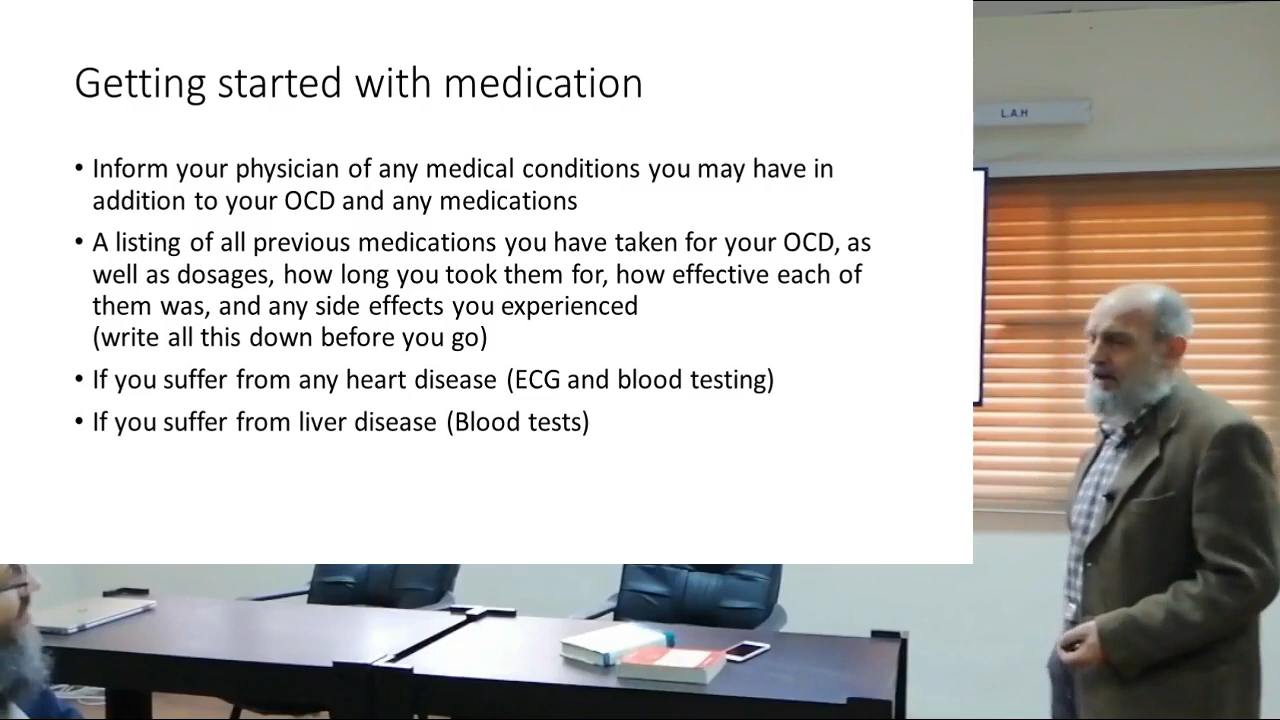 Getting started with medication
• Inform your physician of any medical conditions you may have in
addition to your OCD and any medications
• A listing of all previous medications you have taken for your OCD, as
well as dosages, how long you took them for, how effective each of
them was, and any side effects you experienced
(write all this down before you go)
• If you suffer from any heart disease (ECG and blood testing)
• If you suffer from liver disease (Blood tests)
L.A.H